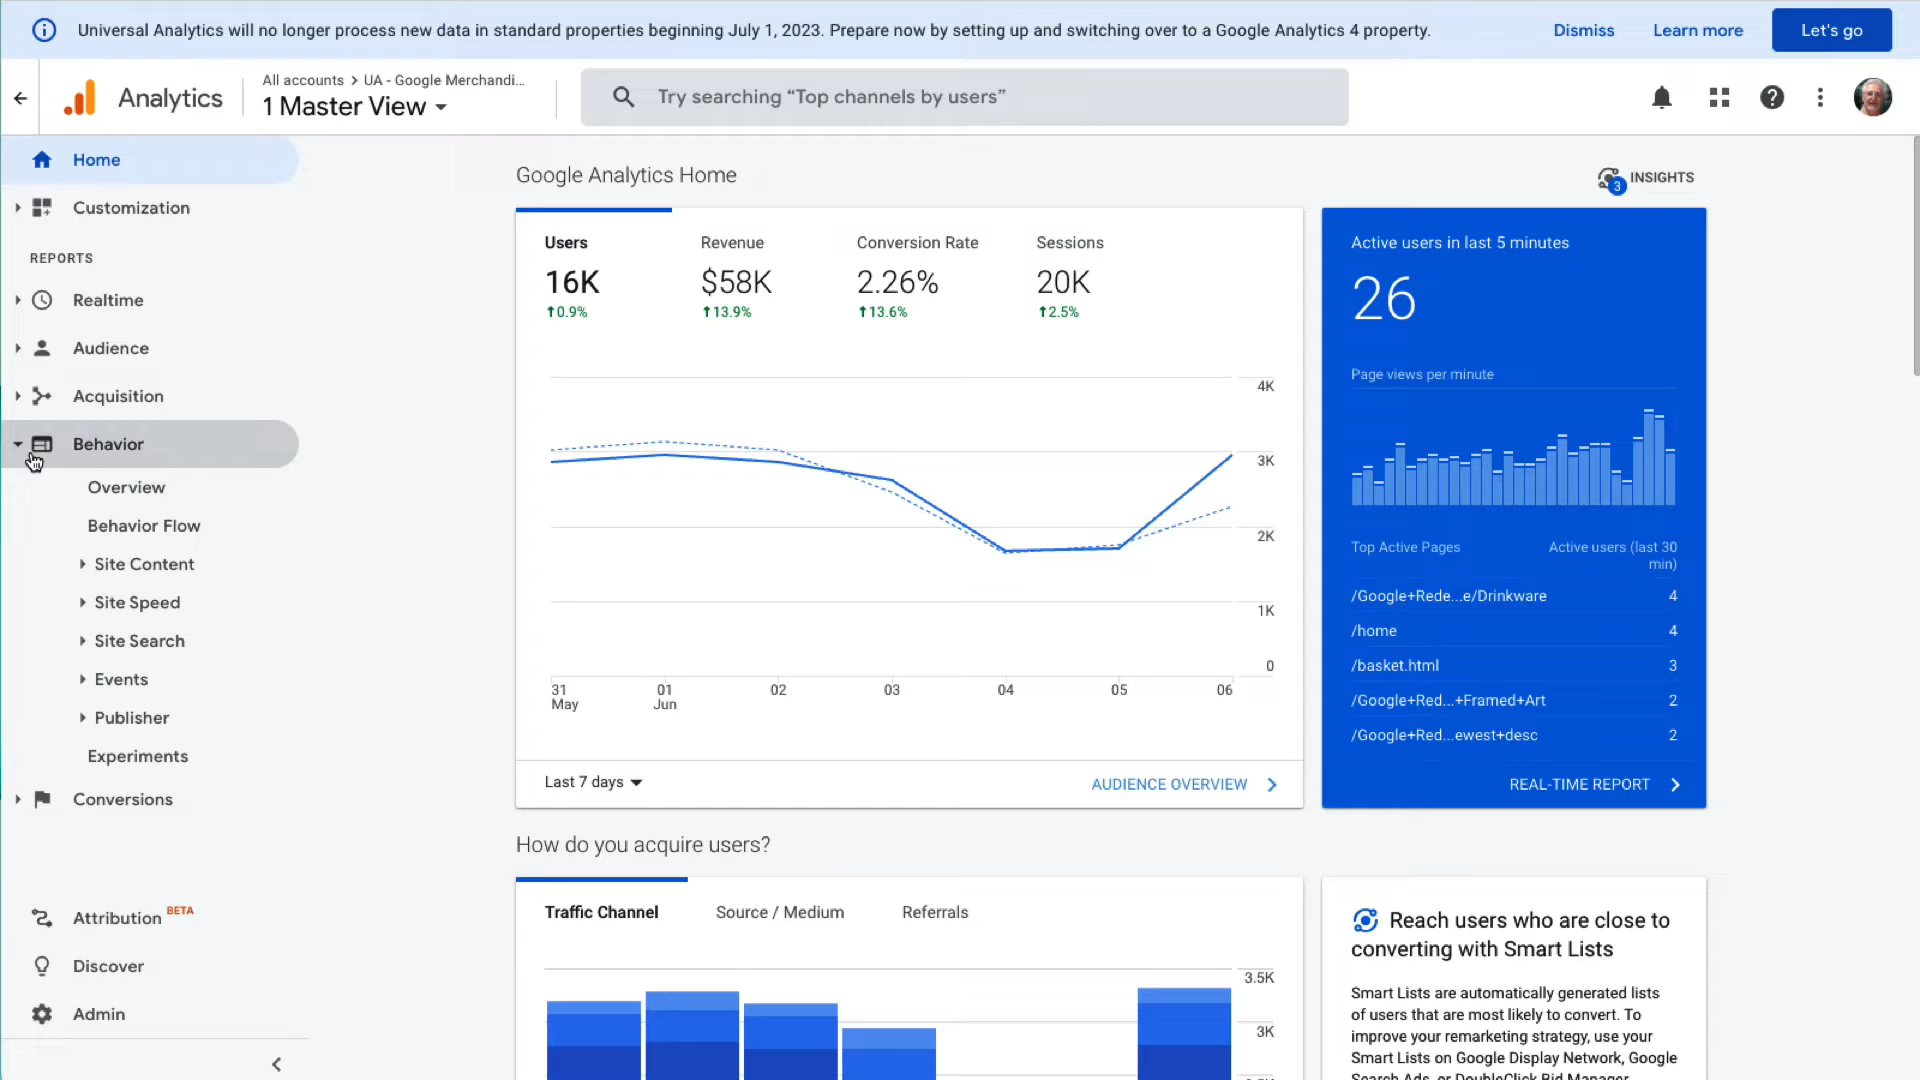 Universal Analytics will no longer process new data in standard properties beginning July 1, 2023. Prepare now by setting up and switching over to a Google Analytics 4 property.
Dismiss
Learn more
Let's go
Analytics
All accounts > UA - Google Merchandi...
1 Master View
Try searching “Top channels by users”
Home
Customization
REPORTS
Realtime
Audience
Acquisition
Behavior
Overview
Behavior Flow
Site Content
Site Speed
Site Search
Events
Publisher
Experiments
Conversions
Attribution BETA
Discover
Admin
Google Analytics Home
3
INSIGHTS
Users
16K
↑0.9%
Revenue
$58K
↑13.9%
Conversion Rate
2.26%
↑13.6%
Sessions
20K
↑2.5%
4K
3K
2K
1K
0
31
May
01
Jun
02
03
04
05
06
Last 7 days
AUDIENCE OVERVIEW
Active users in last 5 minutes
26
Page views per minute
Top Active Pages
Active users (last 30
min)
/Google+Rede...e/Drinkware 4
/home 4
/basket.html 3
/Google+Red...+Framed+Art 2
/Google+Red...ewest+desc 2
REAL-TIME REPORT
How do you acquire users?
Traffic Channel
Source / Medium
Referrals
3.5K
3K
Reach users who are close to
converting with Smart Lists
Smart Lists are automatically generated lists
of users that are most likely to convert. To
improve your remarketing strategy, use your
Smart Lists on Google Display Network, Google
Search Ads, or DoubleClick Bid Manager